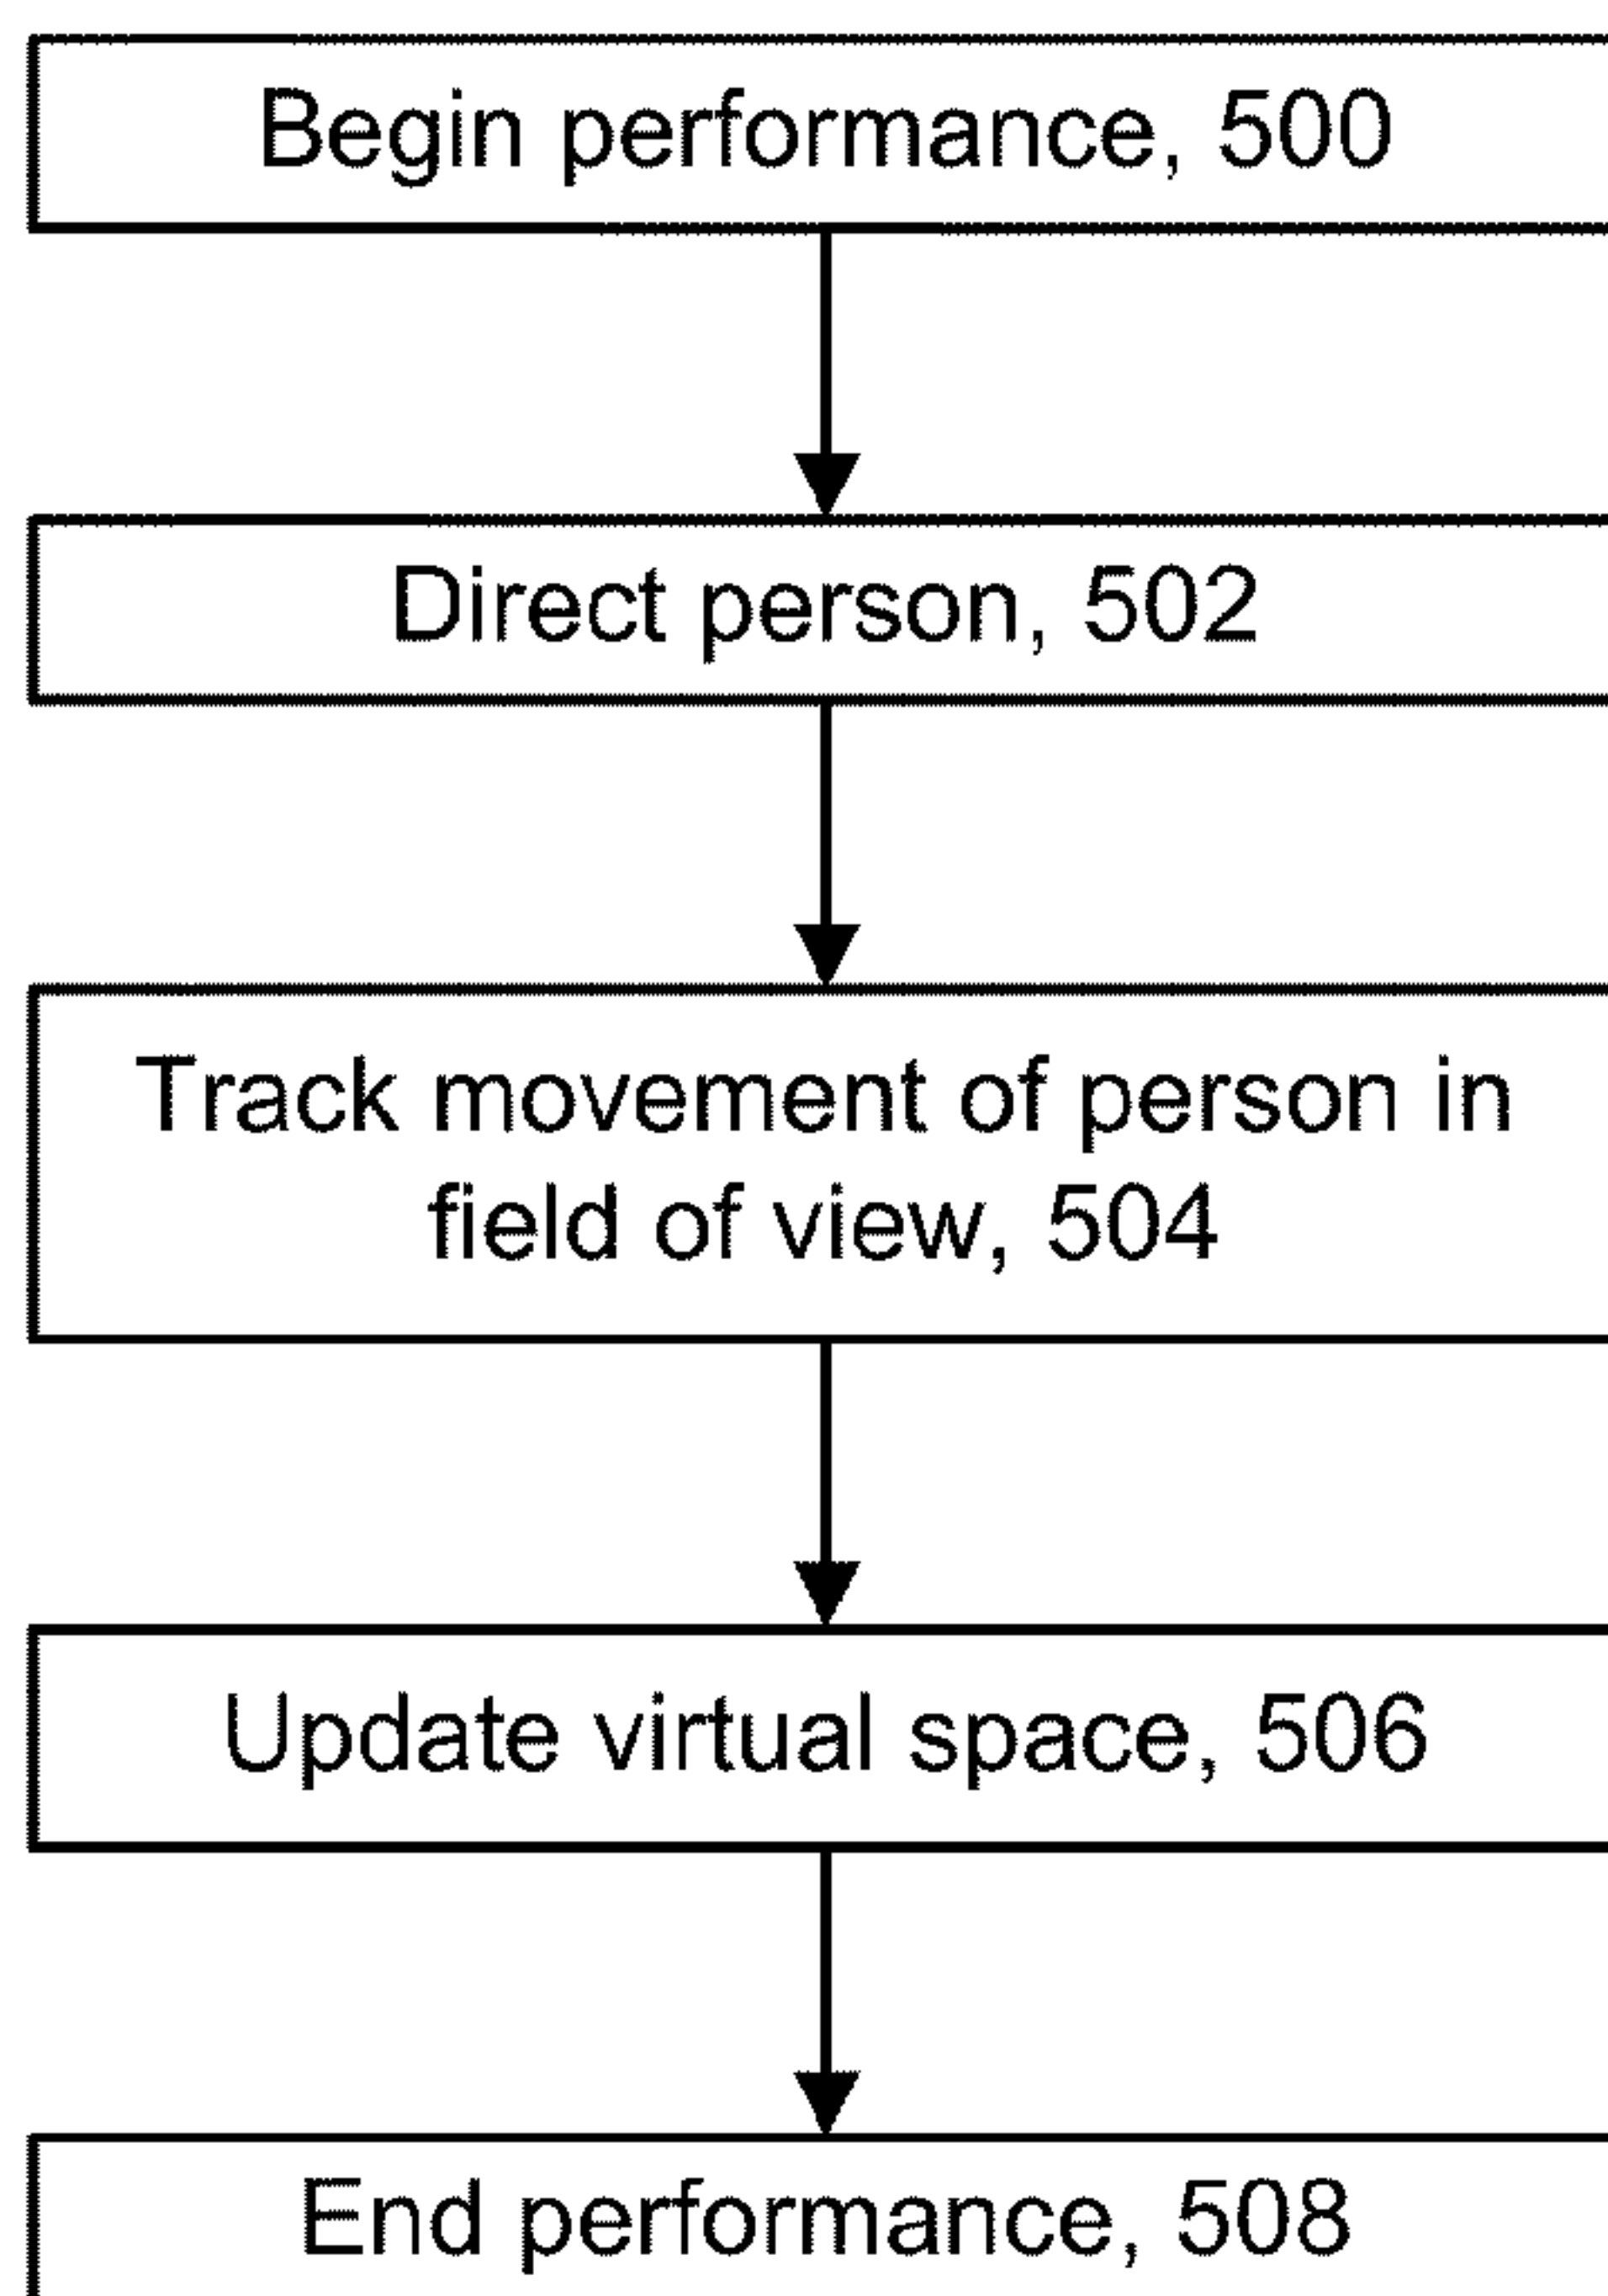 Begin performance, 500
Direct person, 502
Track movement of person in
field of view, 504
Update virtual space, 506
End performance, 508